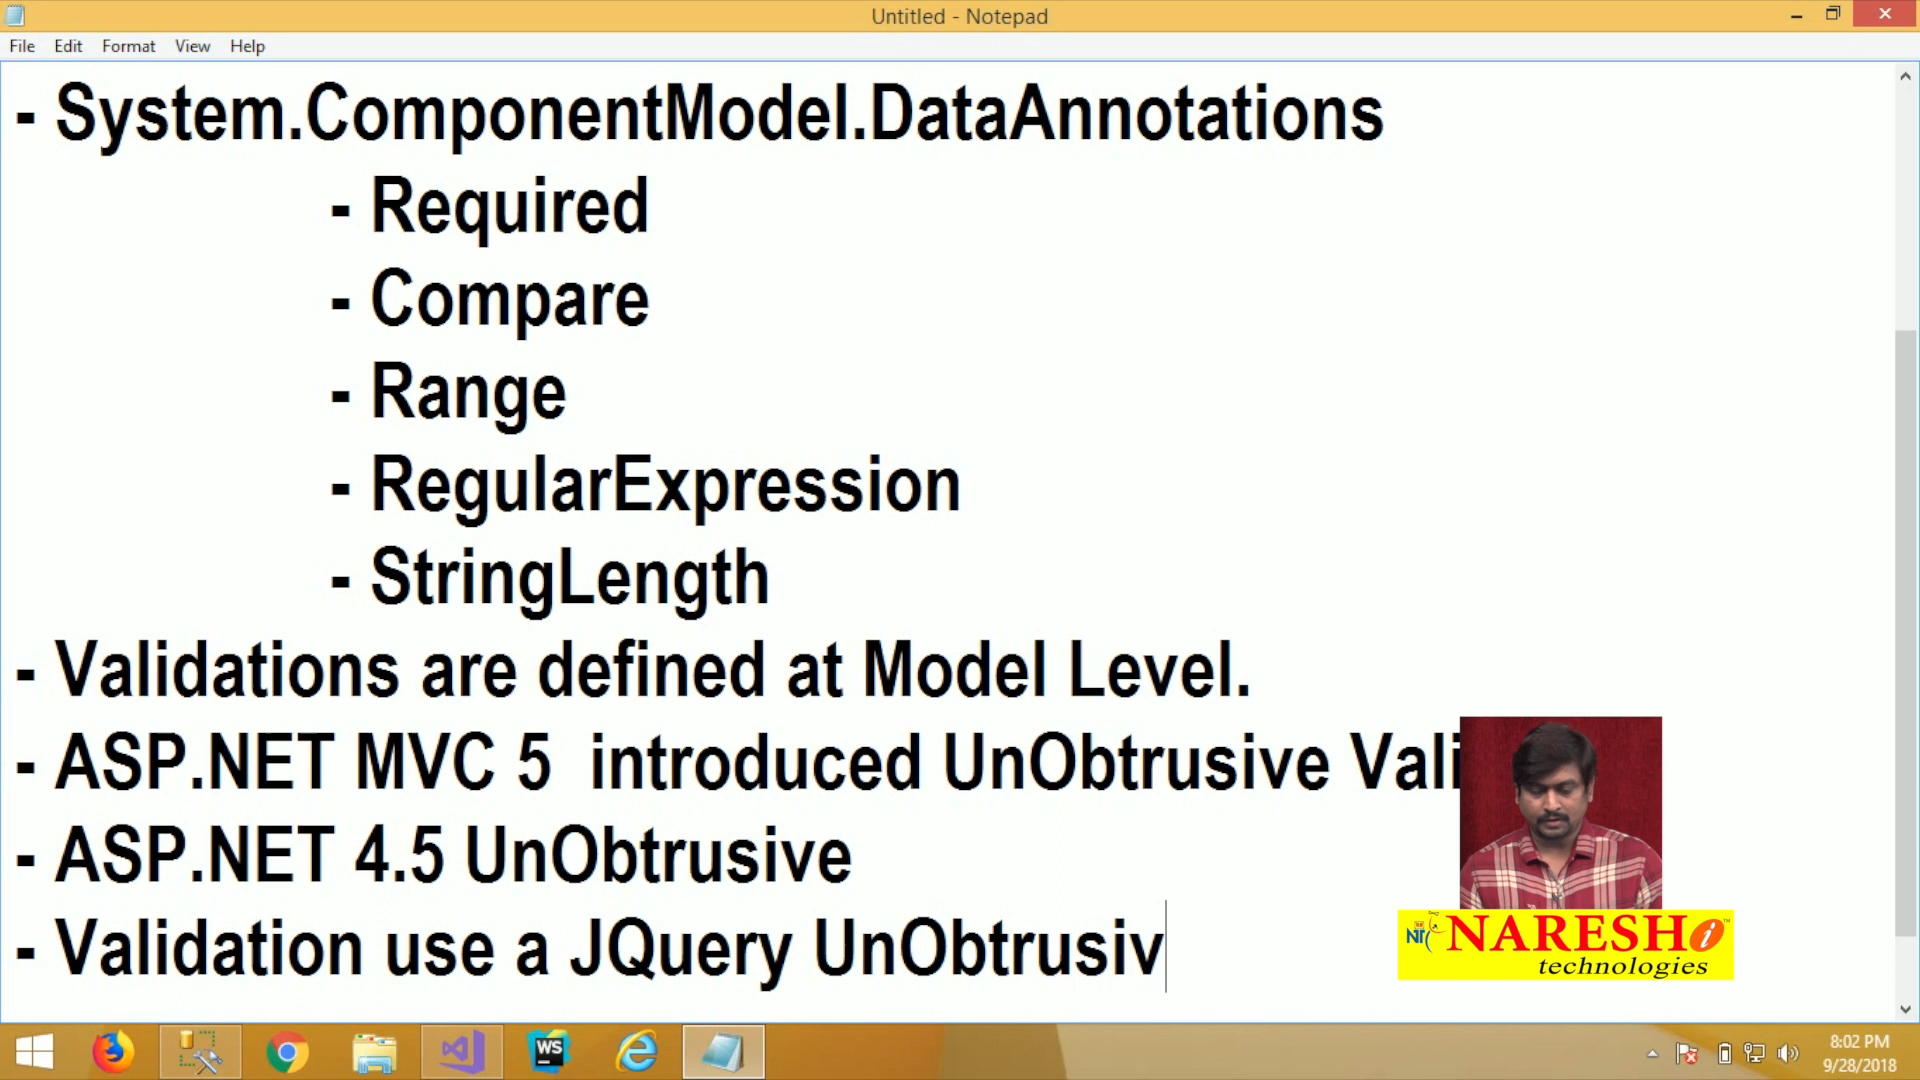 Untitled - Notepad
File Edit Format View Help
- System.ComponentModel.DataAnnotations
- Required
- Compare
- Range
- RegularExpression
- StringLength
- Validations are defined at Model Level.
- ASP.NET MVC 5 introduced UnObtrusive Vali
- ASP.NET 4.5 UnObtrusive
- Validation use a JQuery UnObtrusiv
NARESH i
technologies
WS
8:02 PM
9/28/2018